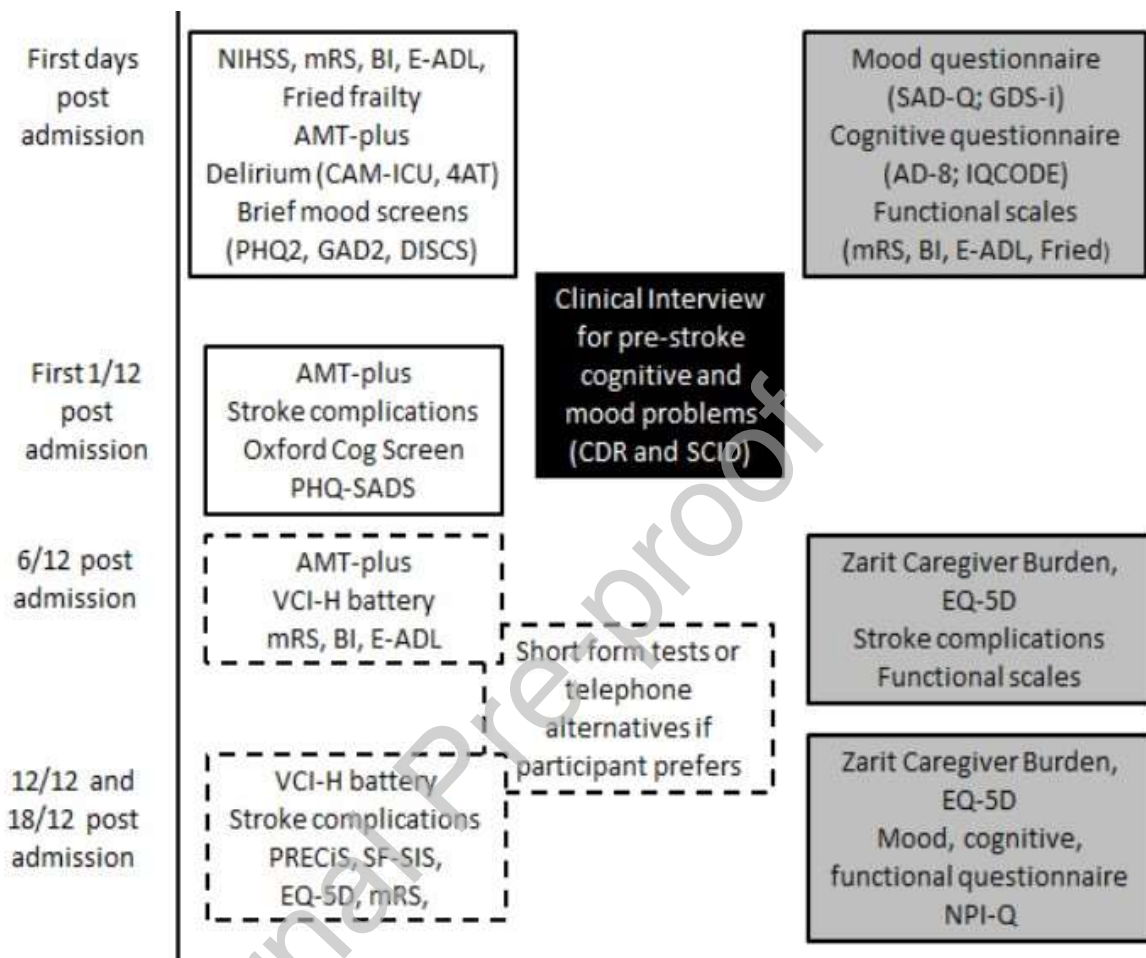 First days
post
admission
NIHSS, mRS, BI, E-ADL,
Fried frailty
AMT-plus
Delirium (CAM-ICU, 4AT)
Brief mood screens
(PHQ2, GAD2, DISCS)
Mood questionnaire
(SAD-Q; GDS-i)
Cognitive questionnaire
(AD-8; IQCODE)
Functional scales
(mRS, BI, E-ADL, Fried)
Clinical Interview
for pre-stroke
cognitive and
mood problems
(CDR and SCID)
First 1/12
post
admission
AMT-plus
Stroke complications
Oxford Cog Screen
PHQ-SADS
6/12 post
admission
AMT-plus
VCI-H battery
mRS, BI, E-ADL
Short form tests or
telephone
alternatives if
participant prefers
Zarit Caregiver Burden,
EQ-5D
Stroke complications
Functional scales
12/12 and
18/12 post
admission
VCI-H battery
Stroke complications
PRECiS, SF-SIS,
EQ-5D, mRS,
Zarit Caregiver Burden,
EQ-5D
Mood, cognitive,
functional questionnaire
NPI-Q
rnal Pre-proof